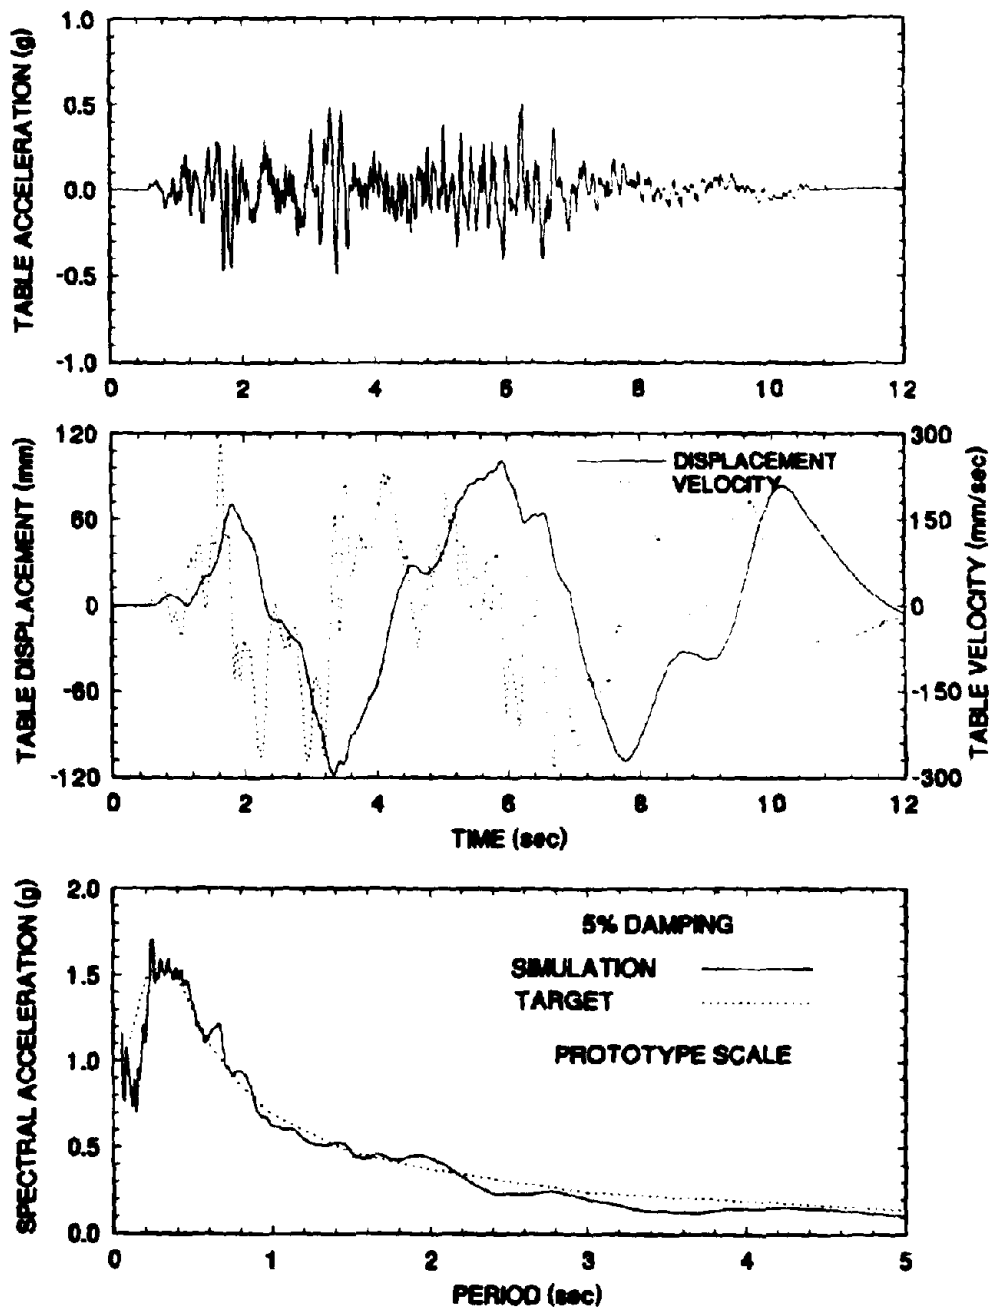 TABLE ACCELERATION (g)
1.0
0.5
0.0
-0.5
-1.0
0 2 4 6 8 10 12
TABLE DISPLACEMENT (mm)
120
60
0
-60
-120
DISPLACEMENT
VELOCITY
300
150
0
-150
-300
TABLE VELOCITY (mm/sec)
0 2 4 6 8 10 12
TIME (sec)
SPECTRAL ACCELERATION (g)
2.0
1.5
1.0
0.5
0.0
5% DAMPING
SIMULATION
TARGET
PROTOTYPE SCALE
0 1 2 3 4 5
PERIOD (sec)